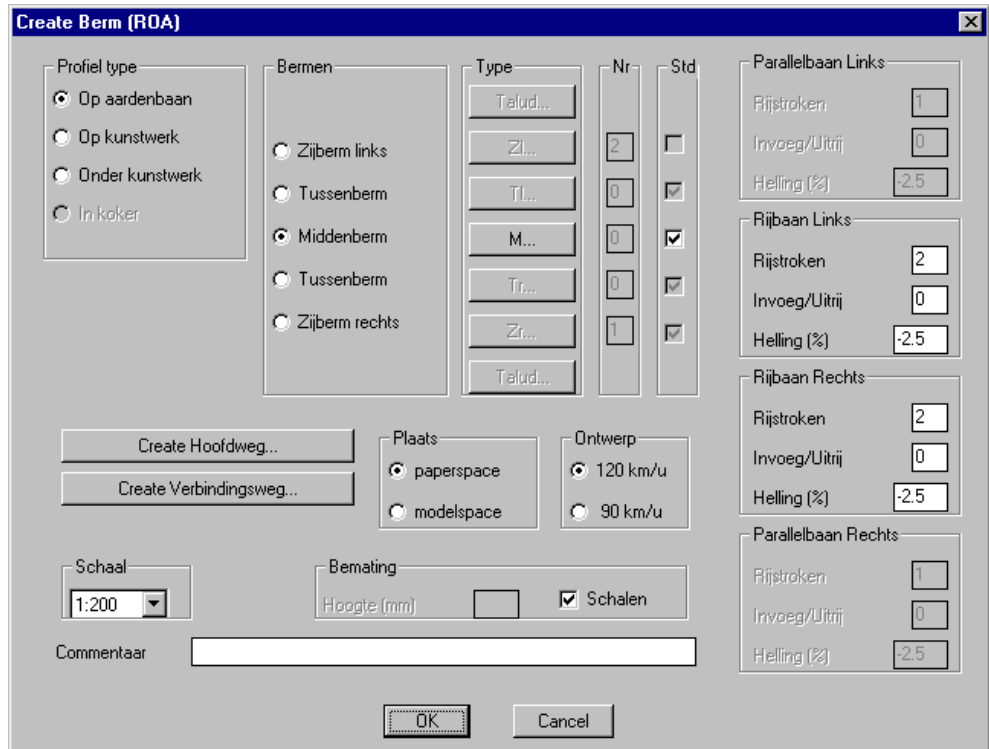 Create Berm (ROA)
Profiel type
Op aardenbaan
Op kunstwerk
Onder kunstwerk
In koker
Bermen
Zijberm links
Tussenberm
Middenberm
Tussenberm
Zijberm rechts
Type
Talud...
Zl...
Tl...
M...
Tr...
Zr...
Talud...
Nr
2
0
0
0
1
Std
Parallelbaan Links
Rijstroken 1
Invoeg/Uitrij 0
Helling (%) -2.5
Rijbaan Links
Rijstroken 2
Invoeg/Uitrij 0
Helling (%) -2.5
Rijbaan Rechts
Rijstroken 2
Invoeg/Uitrij 0
Helling (%) -2.5
Parallelbaan Rechts
Rijstroken 1
Invoeg/Uitrij 0
Helling (%) -2.5
Create Hoofdweg...
Create Verbindingsweg...
Plaats
paperspace
modelspace
Ontwerp
120 km/u
90 km/u
Schaal
1:200
Bemating
Hoogte (mm)
Schalen
Commentaar
OK
Cancel